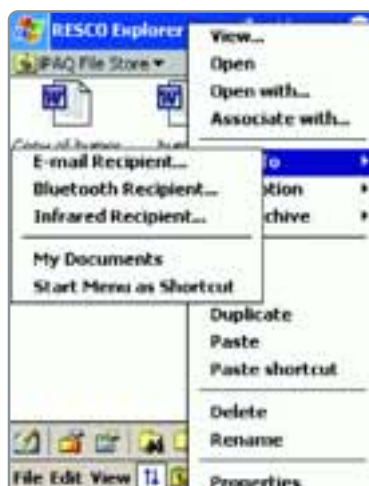 RESCO Explorer
iPAQ File Store
View...
Open
Open with...
Associate with...
E-mail Recipient...
Bluetooth Recipient...
Infrared Recipient...
My Documents
Start Menu as Shortcut
Duplicate
Paste
Paste shortcut
Delete
Rename
Properties
File Edit View